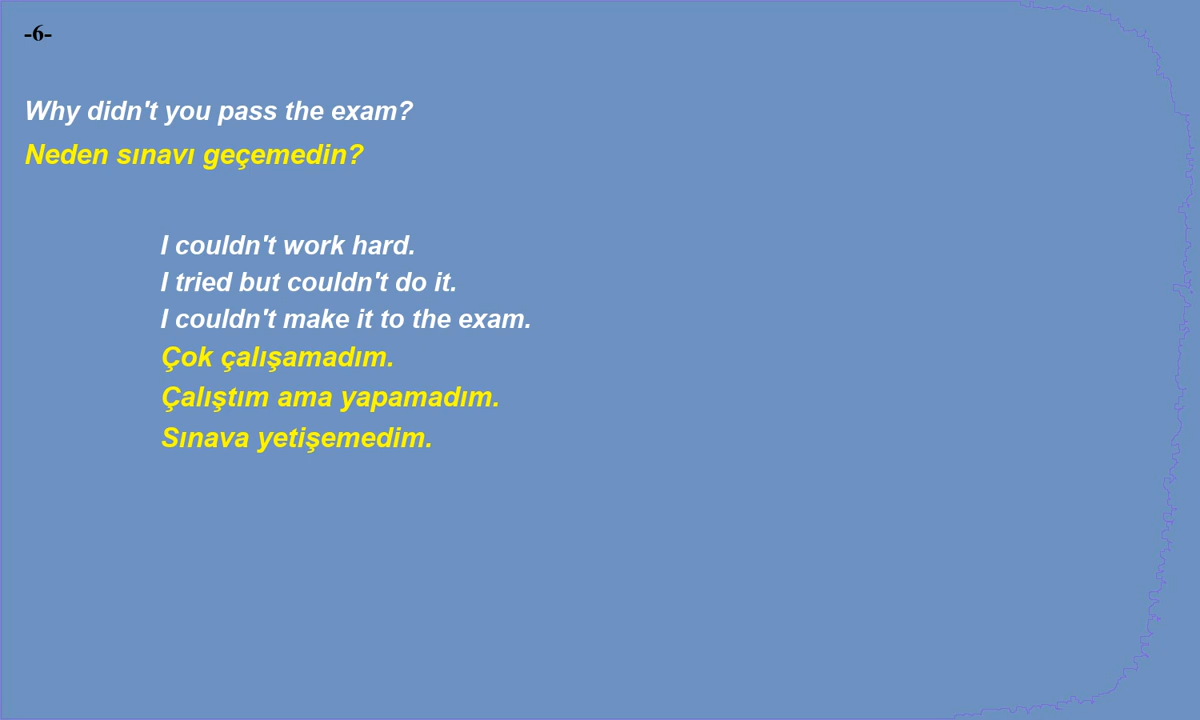 -6-
Why didn't you pass the exam?
Neden sınavı geçemedin?
I couldn't work hard.
I tried but couldn't do it.
I couldn't make it to the exam.
Çok çalışamadım.
Çalıştım ama yapamadım.
Sınava yetişemedim.